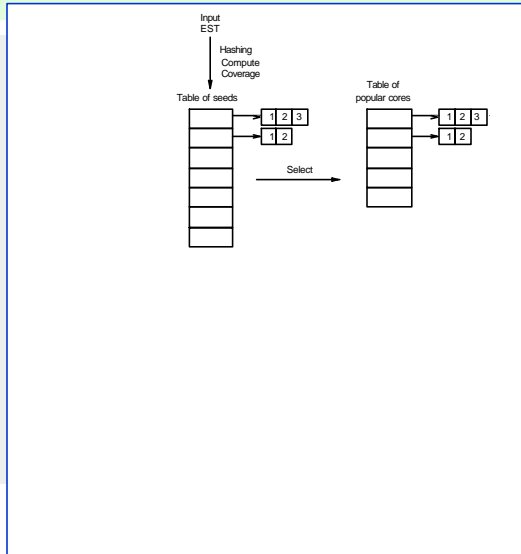 Input
EST
Hashing
Compute
Coverage
Table of seeds
Table of
popular cores
1 2 3
1 2 3
1 2
1 2
Select